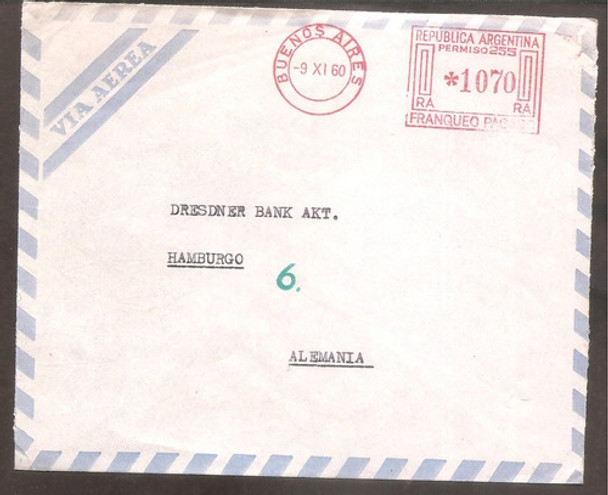 VIA AEREA
BUENOS AIRES
-9 XI 60
REPUBLICA ARGENTINA
PERMISO 255
*1070
RA RA
FRANQUEO
DRESDNER BANK AKT.
HAMBURGO
6.
ALEMANIA